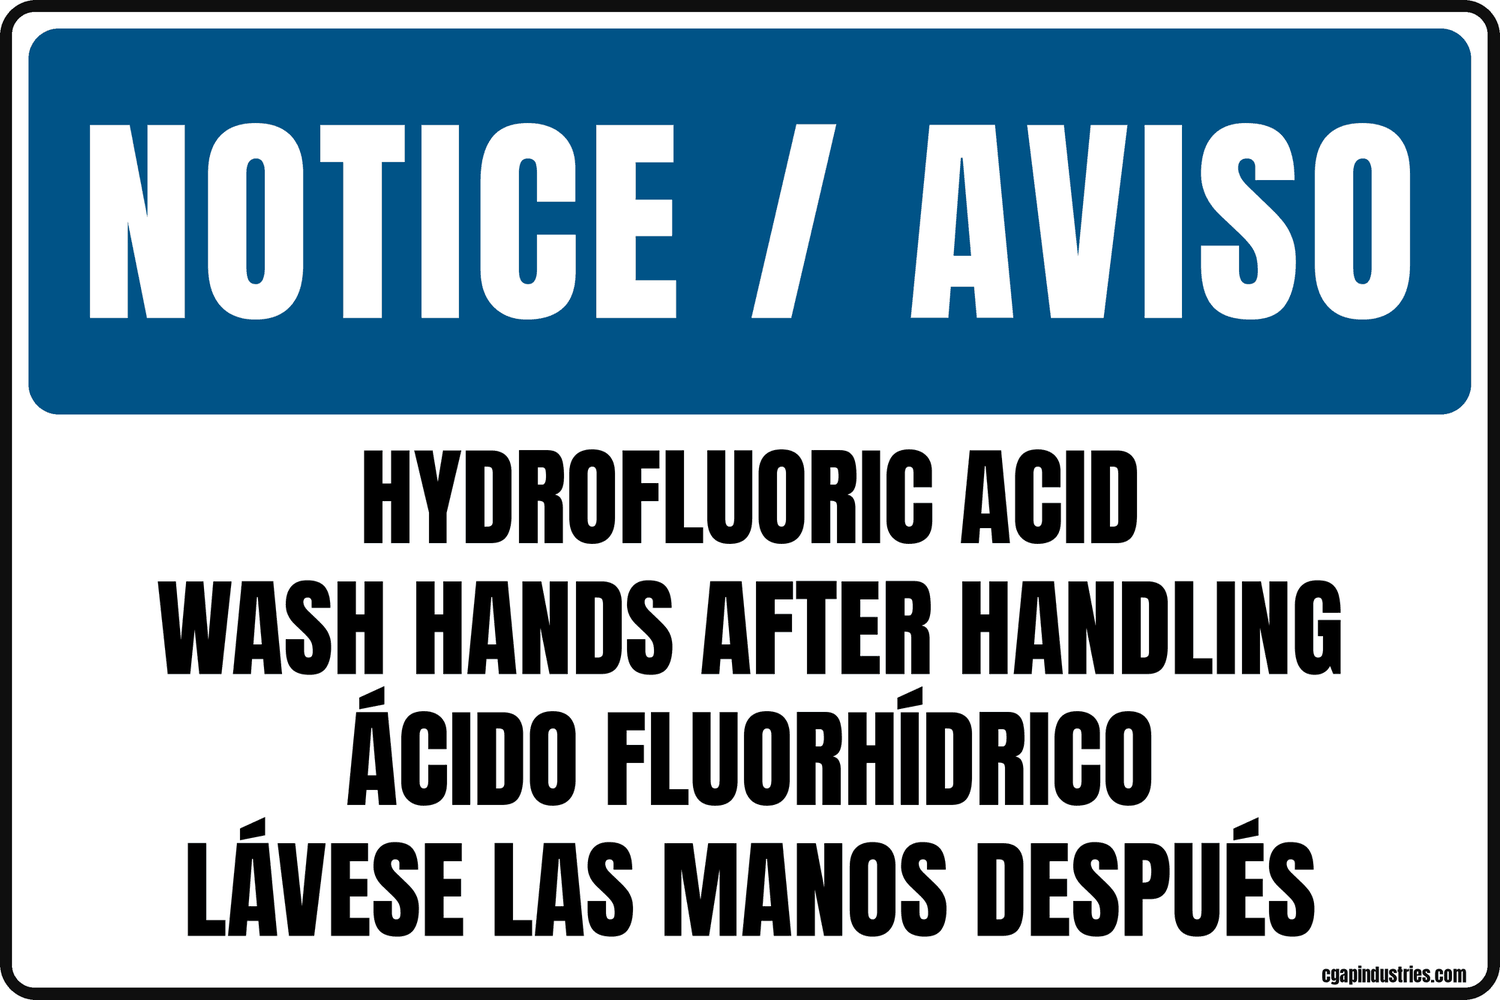 NOTICE / AVISO
HYDROFLUORIC ACID
WASH HANDS AFTER HANDLING
ÁCIDO FLUORHÍDRICO
LÁVESE LAS MANOS DESPUÉS
cgapindustries.com